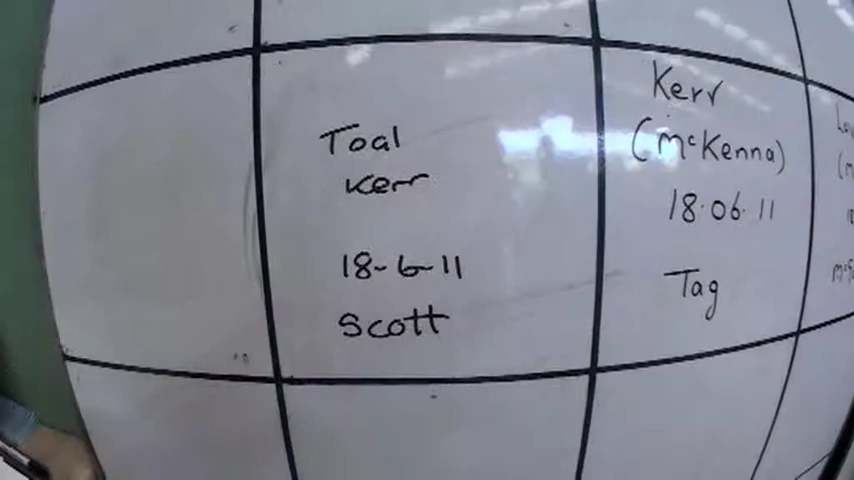 Toal
Kerr
18-6-11
Scott
Kerr
(McKenna)
18.06.11
Tag